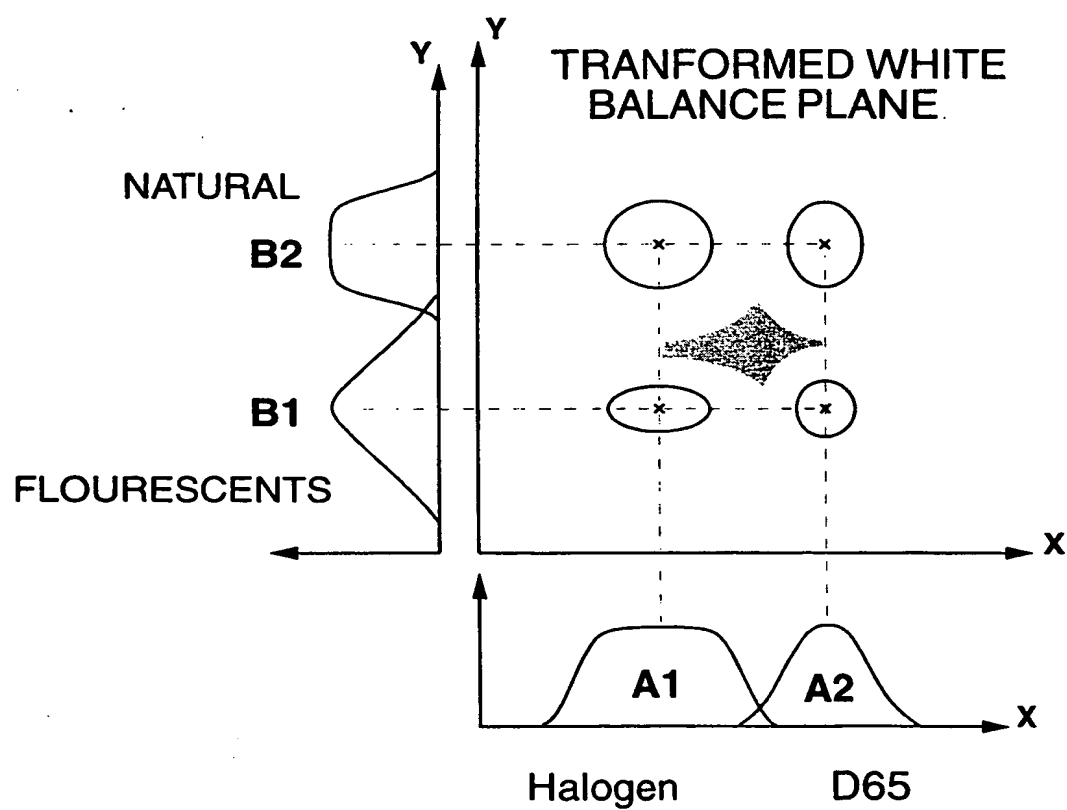 Y
Y
TRANFORMED WHITE
BALANCE PLANE
NATURAL
B2
B1
FLOURESCENTS
X
A1
A2
X
Halogen
D65